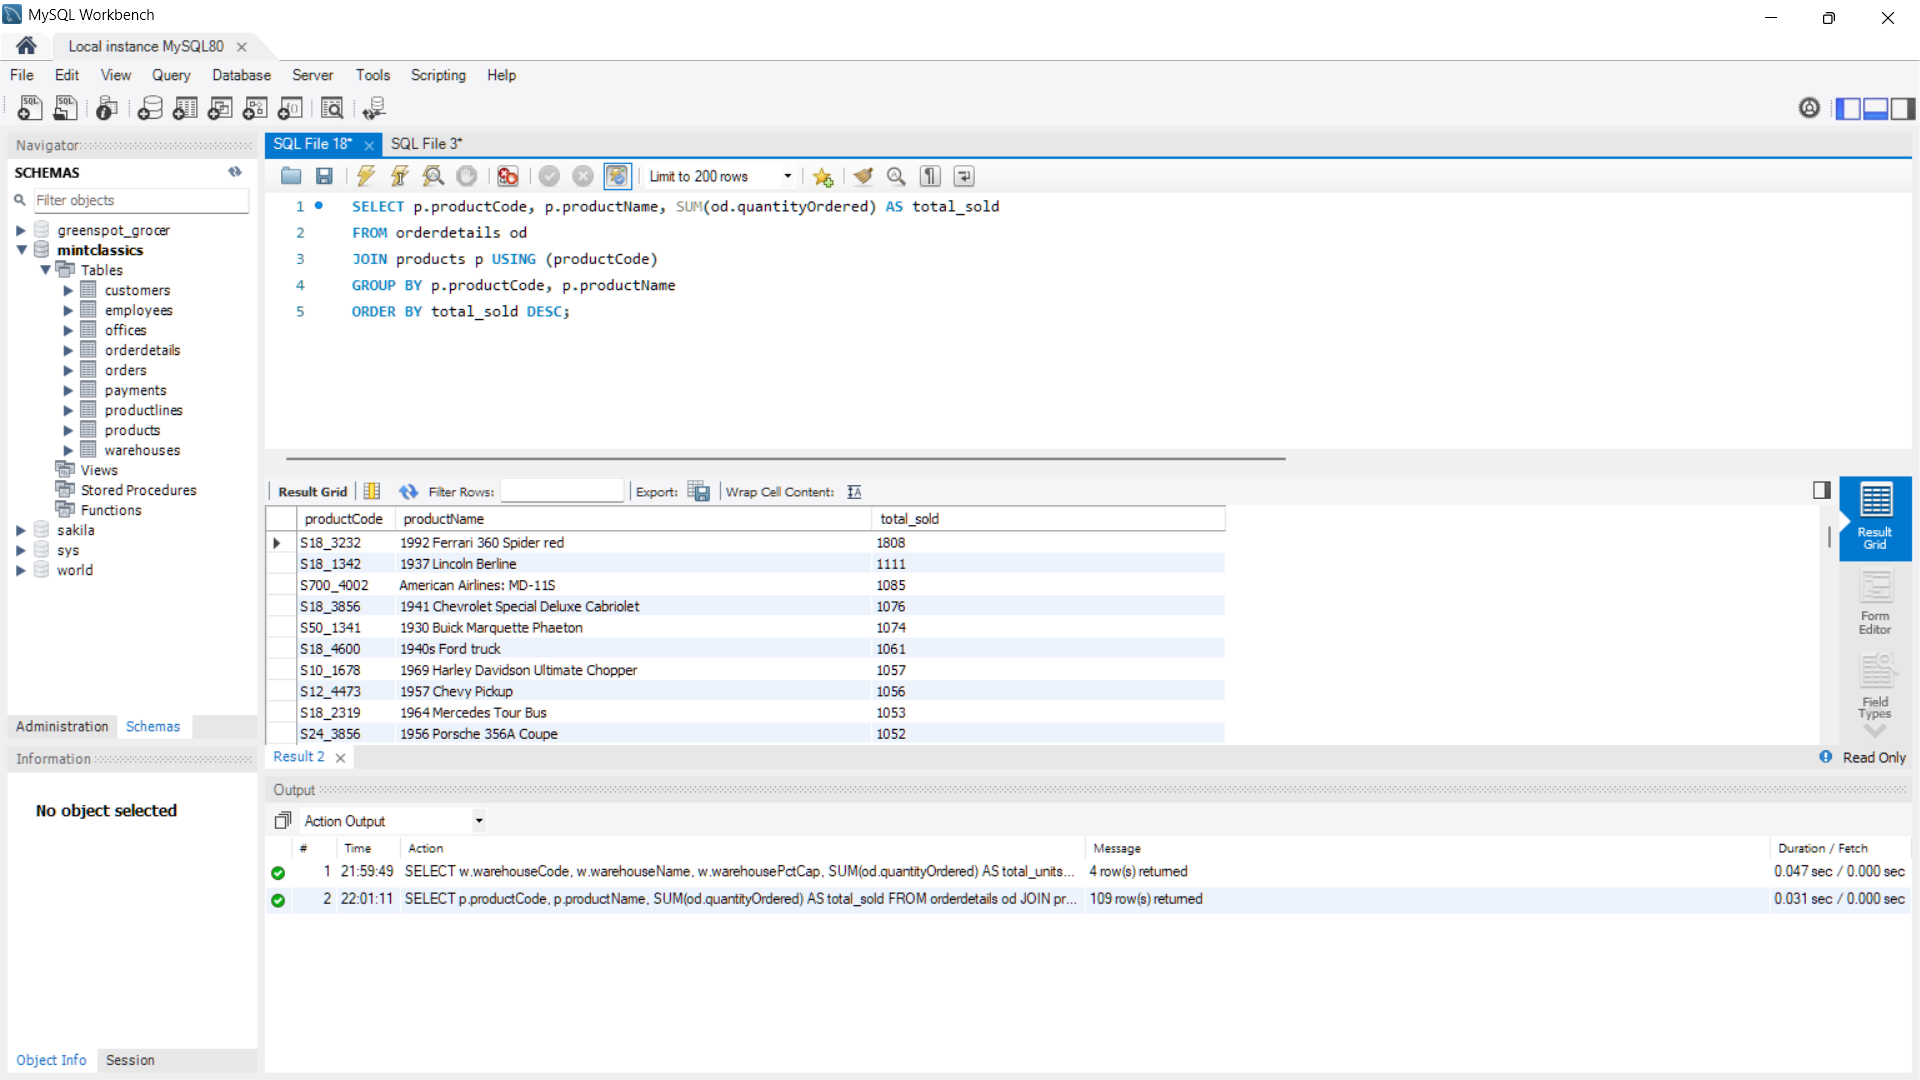 MySQL Workbench
Local instance MySQL80
File Edit View Query Database Server Tools Scripting Help
Navigator
SCHEMAS
Filter objects
greenspot_grocer
mintclassics
Tables
customers
employees
offices
orderdetails
orders
payments
productlines
products
warehouses
Views
Stored Procedures
Functions
sakila
sys
world
Administration Schemas
Information
No object selected
Object Info Session
SQL File 18* SQL File 3*
Limit to 200 rows
1 SELECT p.productCode, p.productName, SUM(od.quantityOrdered) AS total_sold
2 FROM orderdetails od
3 JOIN products p USING (productCode)
4 GROUP BY p.productCode, p.productName
5 ORDER BY total_sold DESC;
Result Grid Filter Rows: Export: Wrap Cell Content:
productCode productName total_sold
S18_3232 1992 Ferrari 360 Spider red 1808
S18_1342 1937 Lincoln Berline 1111
S700_4002 American Airlines: MD-11S 1085
S18_3856 1941 Chevrolet Special Deluxe Cabriolet 1076
S50_1341 1930 Buick Marquette Phaeton 1074
S18_4600 1940s Ford truck 1061
S10_1678 1969 Harley Davidson Ultimate Chopper 1057
S12_4473 1957 Chevy Pickup 1056
S18_2319 1964 Mercedes Tour Bus 1053
S24_3856 1956 Porsche 356A Coupe 1052
Result Grid
Form Editor
Field Types
Result 2
Read Only
Output
Action Output
# Time Action Message Duration / Fetch
1 21:59:49 SELECT w.warehouseCode, w.warehouseName, w.warehousePctCap, SUM(od.quantityOrdered) AS total_units... 4 row(s) returned 0.047 sec / 0.000 sec
2 22:01:11 SELECT p.productCode, p.productName, SUM(od.quantityOrdered) AS total_sold FROM orderdetails od JOIN pr... 109 row(s) returned 0.031 sec / 0.000 sec